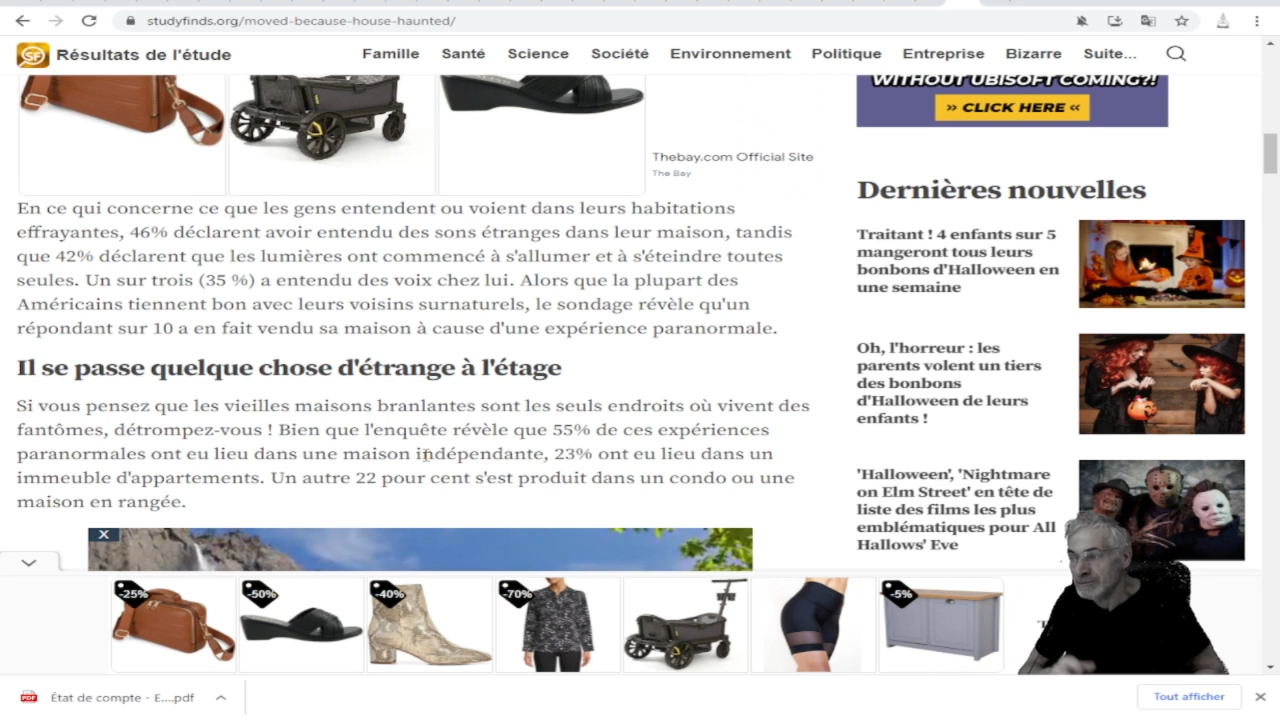 studyfinds.org/moved-because-house-haunted/
Résultats de l'étude
Famille Santé Science Société Environnement Politique Entreprise Bizarre Suite...
WITHOUT UBISOFT COMING?!
» CLICK HERE «
Thebay.com Official Site
The Bay
En ce qui concerne ce que les gens entendent ou voient dans leurs habitations
effrayantes, 46% déclarent avoir entendu des sons étranges dans leur maison, tandis
que 42% déclarent que les lumières ont commencé à s'allumer et à s'éteindre toutes
seules. Un sur trois (35 %) a entendu des voix chez lui. Alors que la plupart des
Américains tiennent bon avec leurs voisins surnaturels, le sondage révèle qu'un
répondant sur 10 a en fait vendu sa maison à cause d'une expérience paranormale.
Il se passe quelque chose d'étrange à l'étage
Si vous pensez que les vieilles maisons branlantes sont les seuls endroits où vivent des
fantômes, détrompez-vous ! Bien que l'enquête révèle que 55% de ces expériences
paranormales ont eu lieu dans une maison indépendante, 23% ont eu lieu dans un
immeuble d'appartements. Un autre 22 pour cent s'est produit dans un condo ou une
maison en rangée.
Dernières nouvelles
Traitant ! 4 enfants sur 5
mangeront tous leurs
bonbons d'Halloween en
une semaine
Oh, l'horreur : les
parents volent un tiers
des bonbons
d'Halloween de leurs
enfants !
'Halloween', 'Nightmare
on Elm Street' en tête de
liste des films les plus
emblématiques pour All
Hallows' Eve
X
-25% -50% -40% -70% -5%
PDF
État de compte - E....pdf
Tout afficher